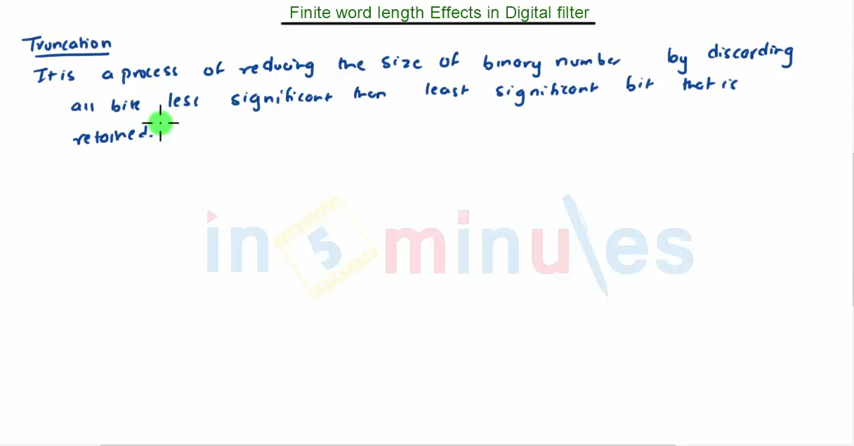 Finite word length Effects in Digital filter
Truncation
It is a process of reducing the size of binary number by discording
all bits less significant than least significant bit that is
retained.
in 5 minutes